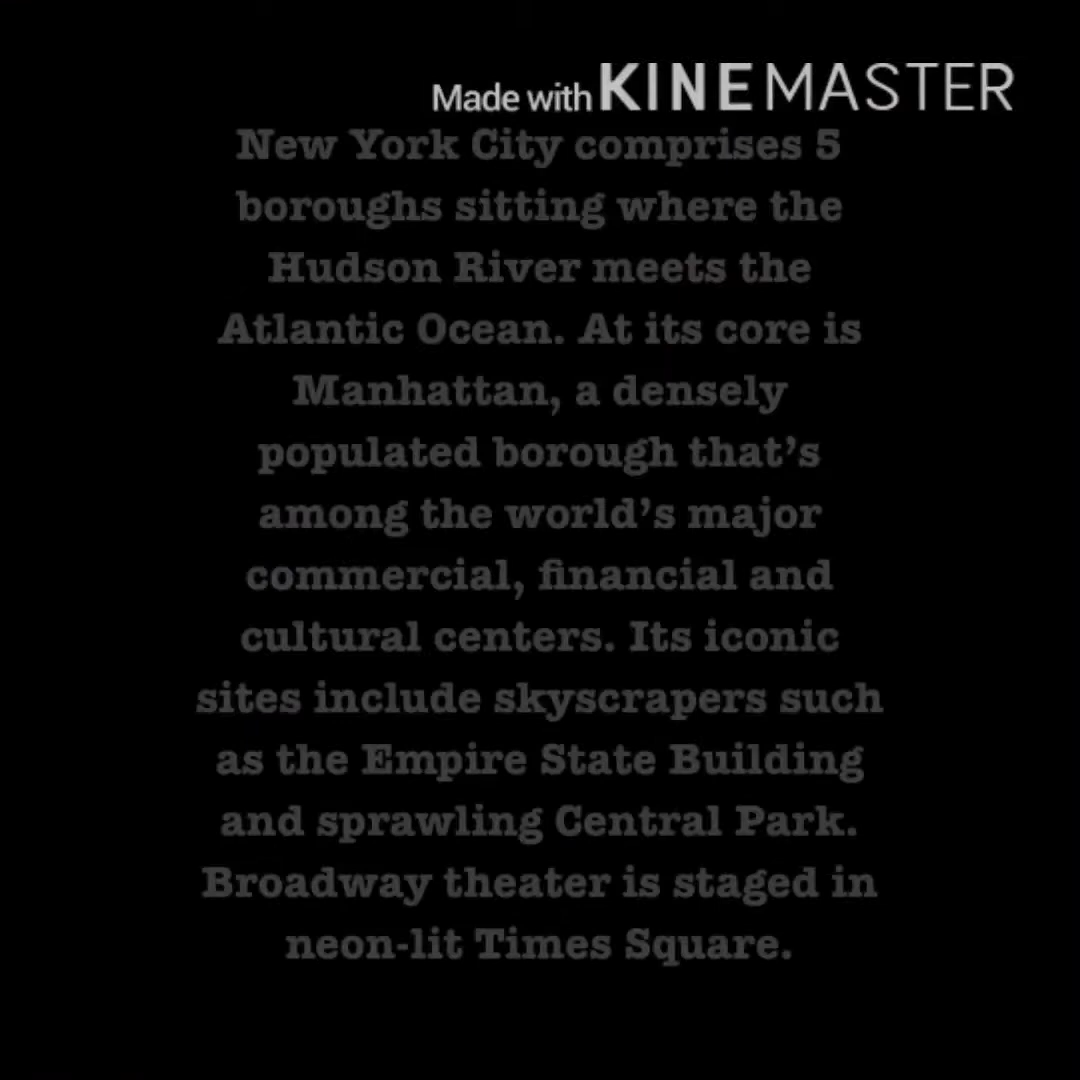 Made with KINEMASTER
New York City comprises 5
boroughs sitting where the
Hudson River meets the
Atlantic Ocean. At its core is
Manhattan, a densely
populated borough that’s
among the world’s major
commercial, financial and
cultural centers. Its iconic
sites include skyscrapers such
as the Empire State Building
and sprawling Central Park.
Broadway theater is staged in
neon-lit Times Square.